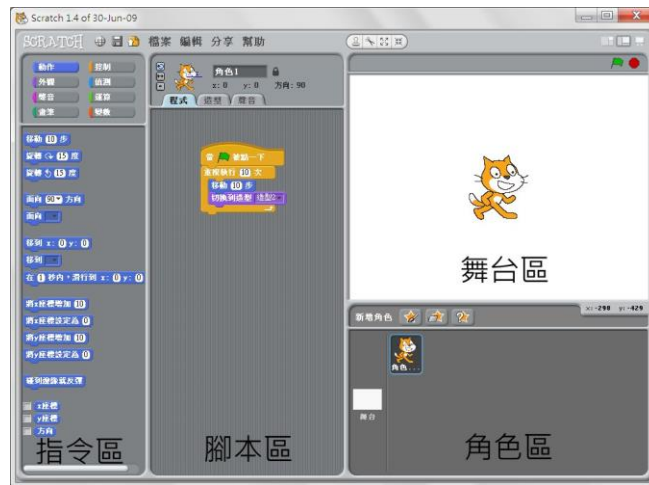 Scratch 1.4 of 30-Jun-09
SCRATCH 檔案 編輯 分享 幫助
動作 控制
外觀 偵測
聲音 運算
畫筆 變數
角色1
x: 0 y: 0 方向: 90
程式 造型 聲音
移動 10 步
旋轉 15 度
旋轉 15 度
面向 90 方向
面向
移到 x: 0 y: 0
移到
在 1 秒內,滑行到 x: 0 y: 0
將x座標增加 10
將x座標設定為 0
將y座標增加 10
將y座標設定為 0
碰到邊緣就反彈
x座標
y座標
方向
指令區
當 被點一下
重複執行 10 次
移動 10 步
切換到造型 造型2
腳本區
舞台區
x: -290 y: -429
新增角色
角色...
舞台
角色區